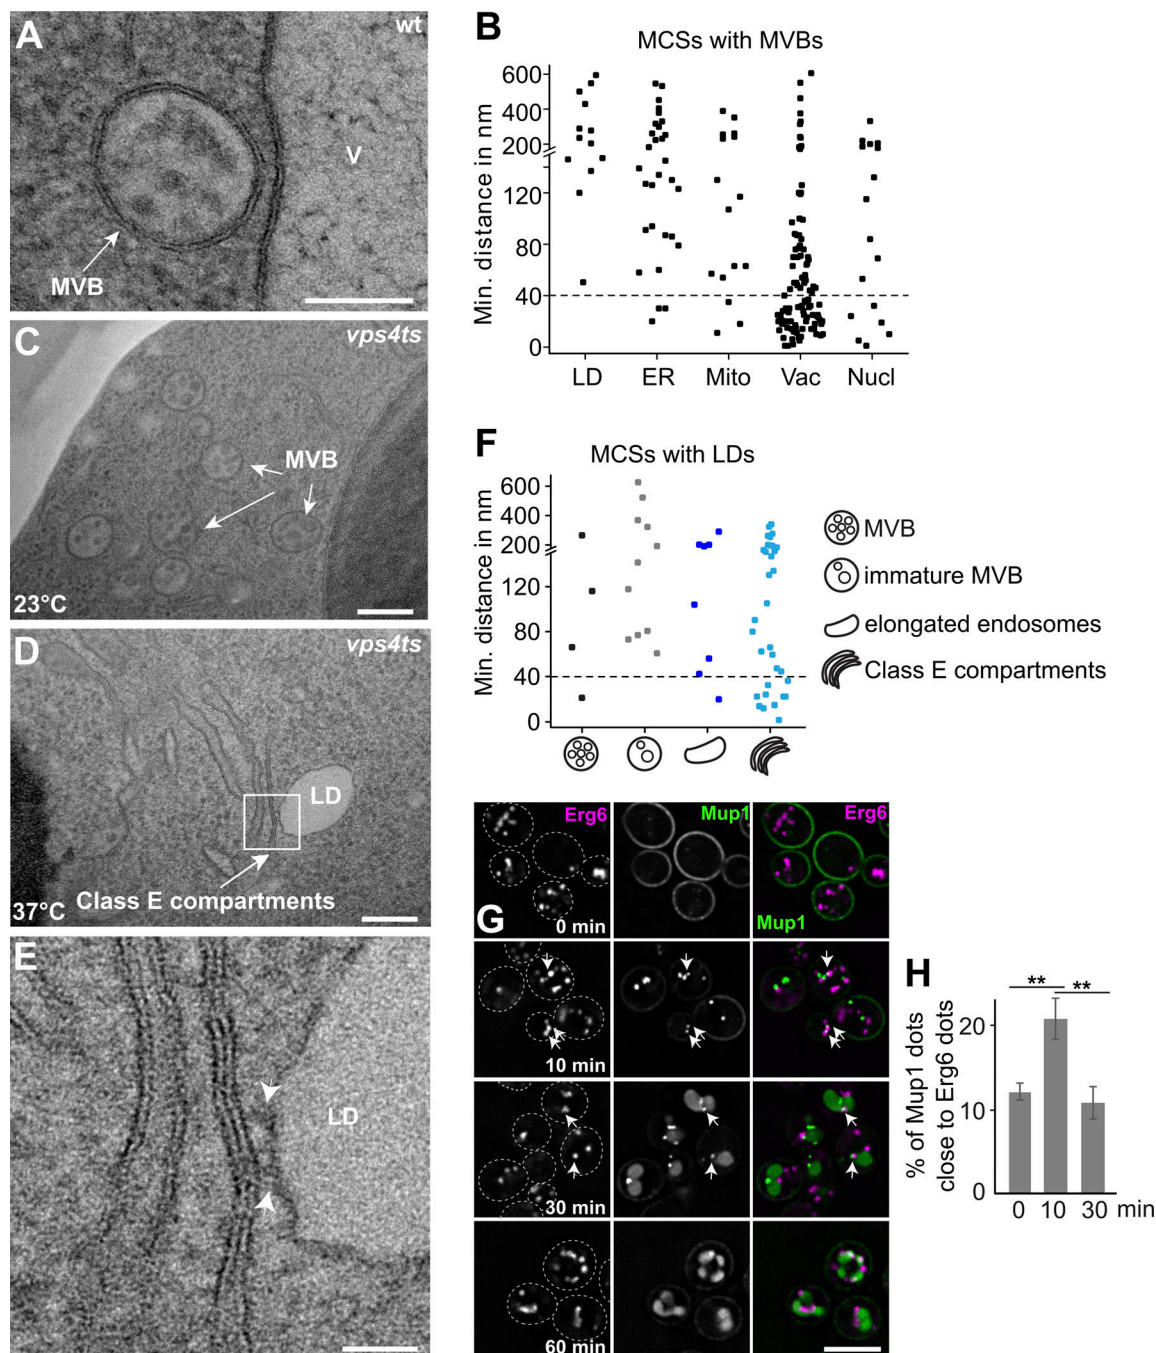 A
wt
V
MVB
B
MCSs with MVBs
Min. distance in nm
600
400
200
120
80
40
0
LD ER Mito Vac Nucl
C
vps4ts
MVB
23°C
D
vps4ts
LD
Class E compartments
37°C
E
LD
F
MCSs with LDs
Min. distance in nm
600
400
200
120
80
40
0
MVB
immature MVB
elongated endosomes
Class E compartments
G
Erg6
Mup1
Erg6
Mup1
0 min
10 min
30 min
60 min
H
% of Mup1 dots
close to Erg6 dots
** **
20
10
0
0 10 30 min